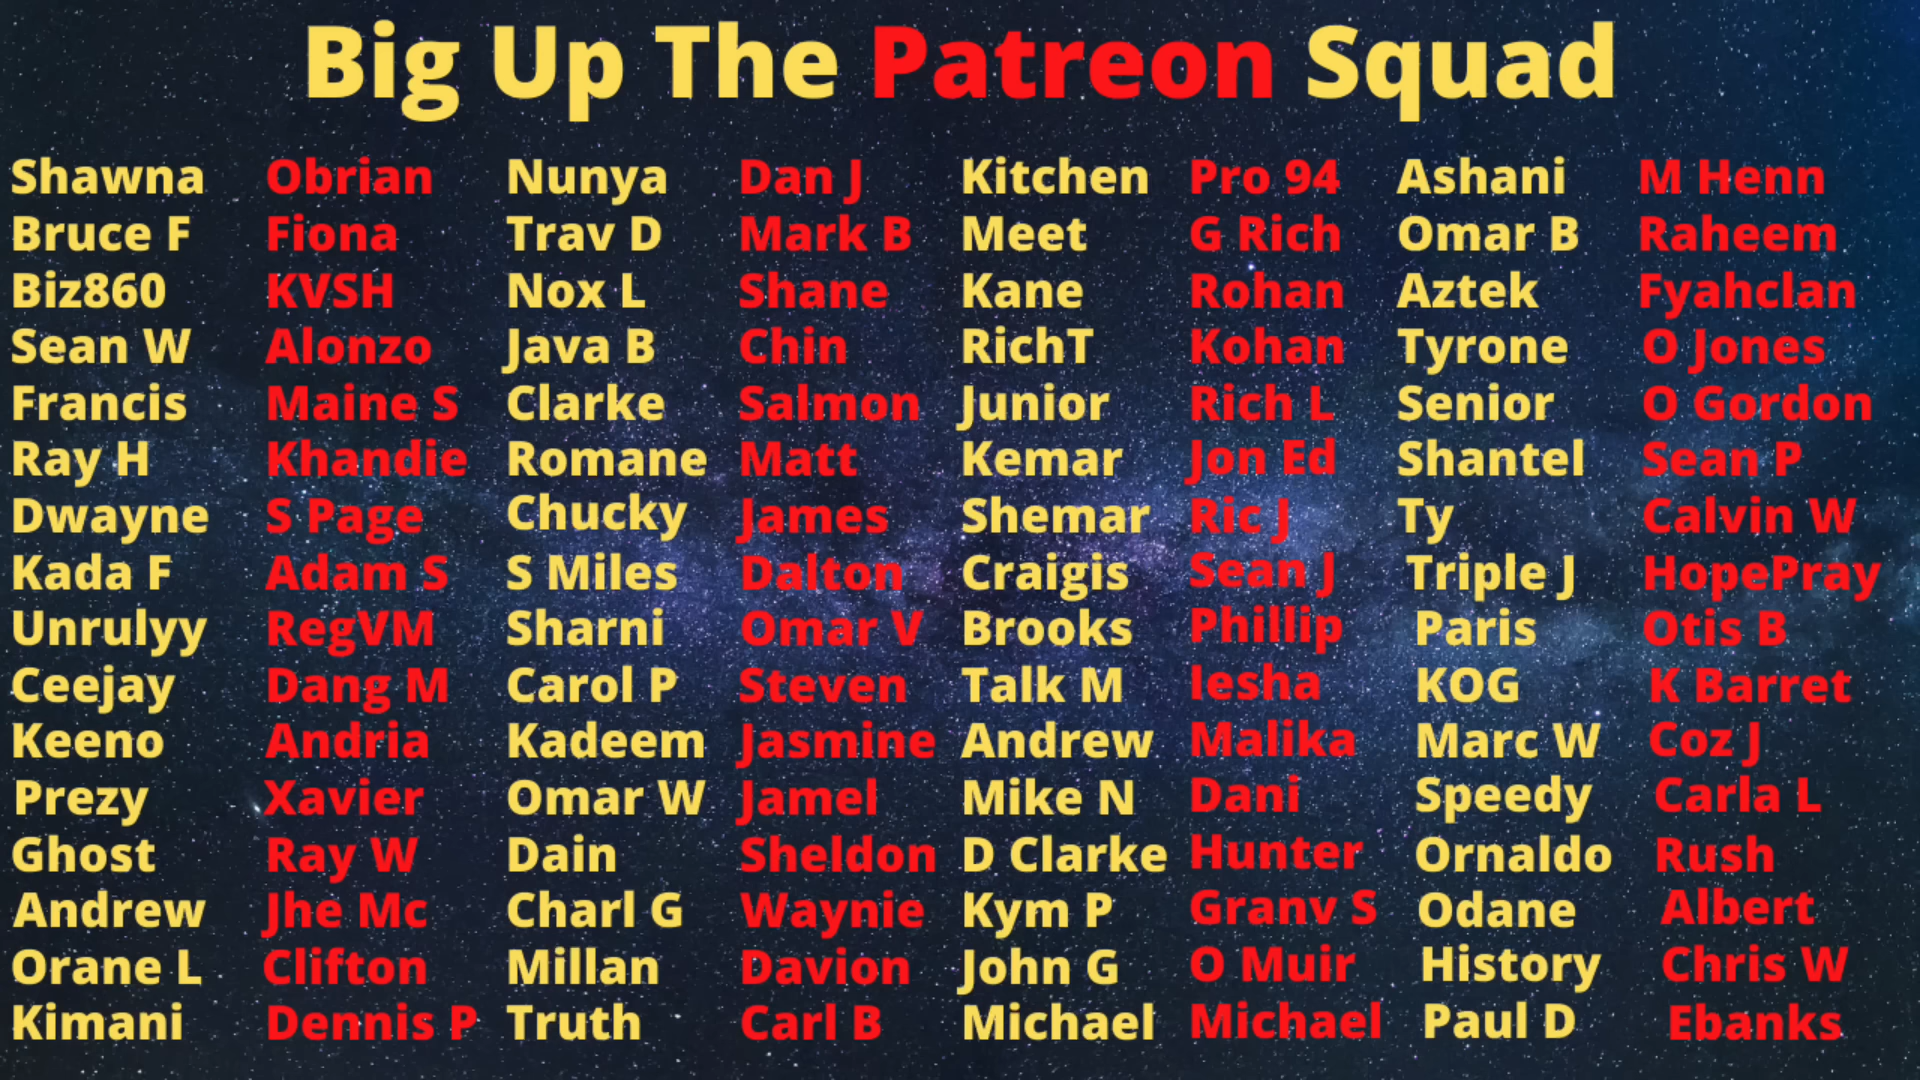 Big Up The Patreon Squad
Shawna Obrian Nunya Dan J Kitchen Pro 94 Ashani M Henn
Bruce F Fiona Trav D Mark B Meet G Rich Omar B Raheem
Biz860 KVSH Nox L Shane Kane Rohan Aztek Fyahclan
Sean W Alonzo Java B Chin RichT Kohan Tyrone O Jones
Francis Maine S Clarke Salmon Junior Rich L Senior O Gordon
Ray H Khandie Romane Matt Kemar Jon Ed Shantel Sean P
Dwayne S Page Chucky James Shemar Ric J Ty Calvin W
Kada F Adam S S Miles Dalton Craigis Sean J Triple J HopePray
Unrulyy RegVM Sharni Omar V Brooks Phillip Paris Otis B
Ceejay Dang M Carol P Steven Talk M Iesha KOG K Barret
Keeno Andria Kadeem Jasmine Andrew Malika Marc W Coz J
Prezy Xavier Omar W Jamel Mike N Dani Speedy Carla L
Ghost Ray W Dain Sheldon D Clarke Hunter Ornaldo Rush
Andrew Jhe Mc Charl G Waynie Kym P Granv S Odane Albert
Orane L Clifton Millan Davion John G O Muir History Chris W
Kimani Dennis P Truth Carl B Michael Michael Paul D Ebanks